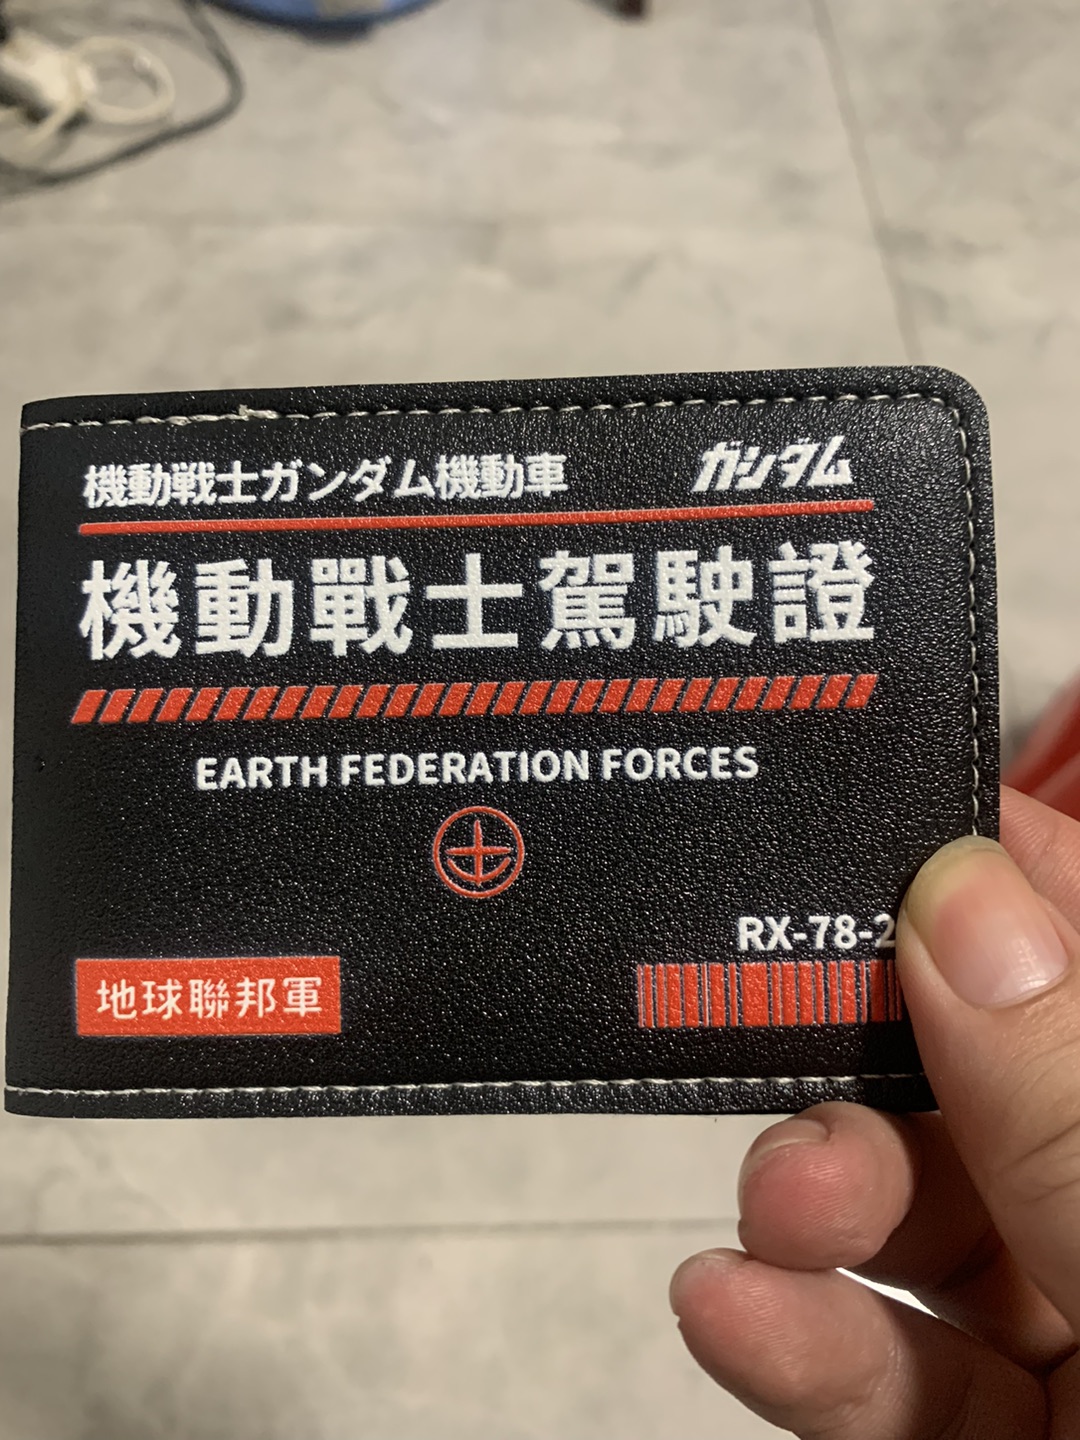 機動戦士ガンダム機動車
ガンダム
機動戰士駕駛證
EARTH FEDERATION FORCES
RX-78-2
地球聯邦軍